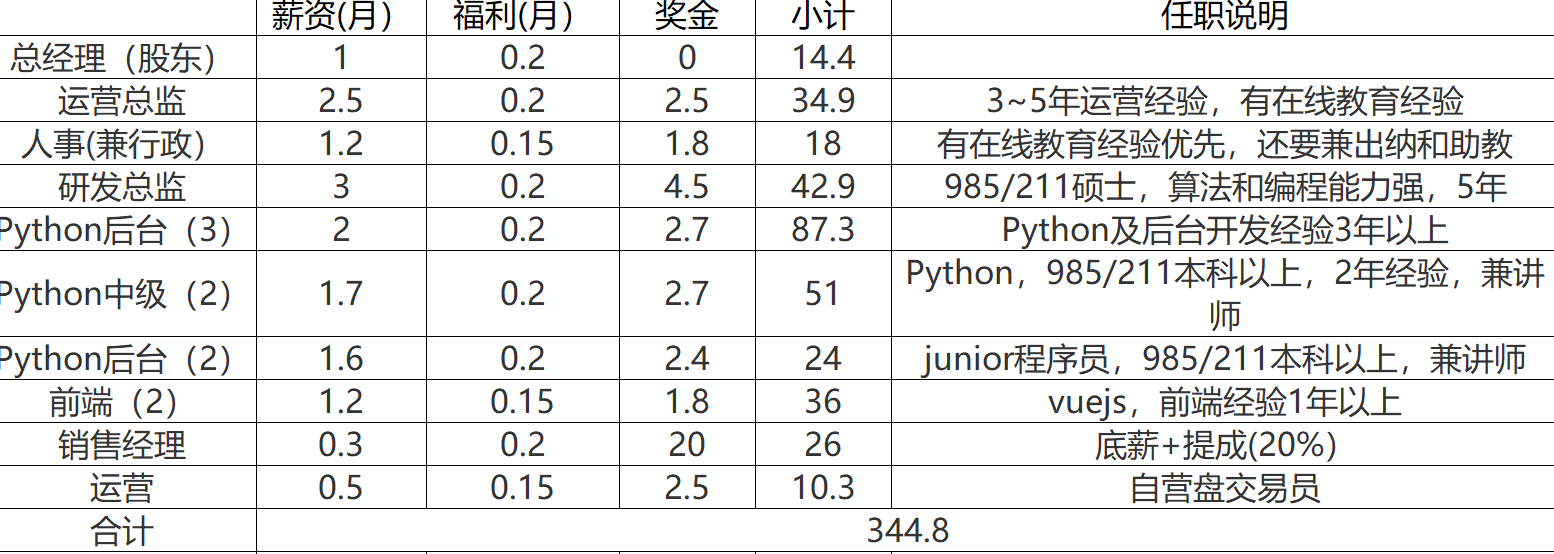 薪资(月) 福利(月) 奖金 小计 任职说明
总经理（股东） 1 0.2 0 14.4
运营总监 2.5 0.2 2.5 34.9 3~5年运营经验，有在线教育经验
人事(兼行政) 1.2 0.15 1.8 18 有在线教育经验优先，还要兼出纳和助教
研发总监 3 0.2 4.5 42.9 985/211硕士，算法和编程能力强，5年
Python后台（3） 2 0.2 2.7 87.3 Python及后台开发经验3年以上
Python中级（2） 1.7 0.2 2.7 51 Python，985/211本科以上，2年经验，兼讲
师
Python后台（2） 1.6 0.2 2.4 24 junior程序员，985/211本科以上，兼讲师
前端（2） 1.2 0.15 1.8 36 vuejs，前端经验1年以上
销售经理 0.3 0.2 20 26 底薪+提成(20%)
运营 0.5 0.15 2.5 10.3 自营盘交易员
合计 344.8